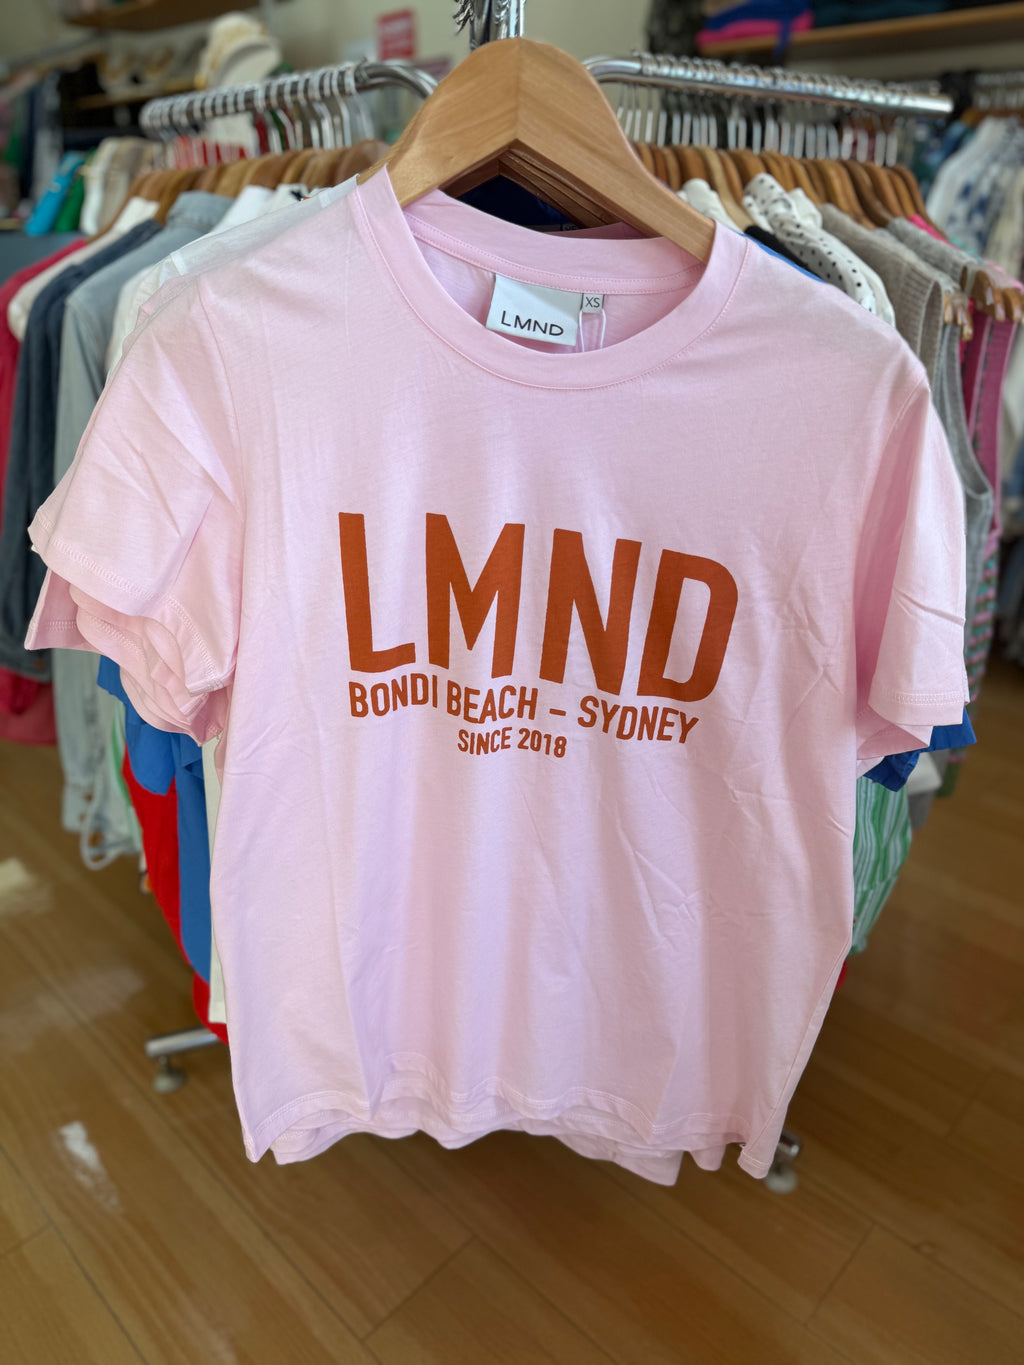 LMND
XS
LMND
BONDI BEACH – SYDNEY
SINCE 2018